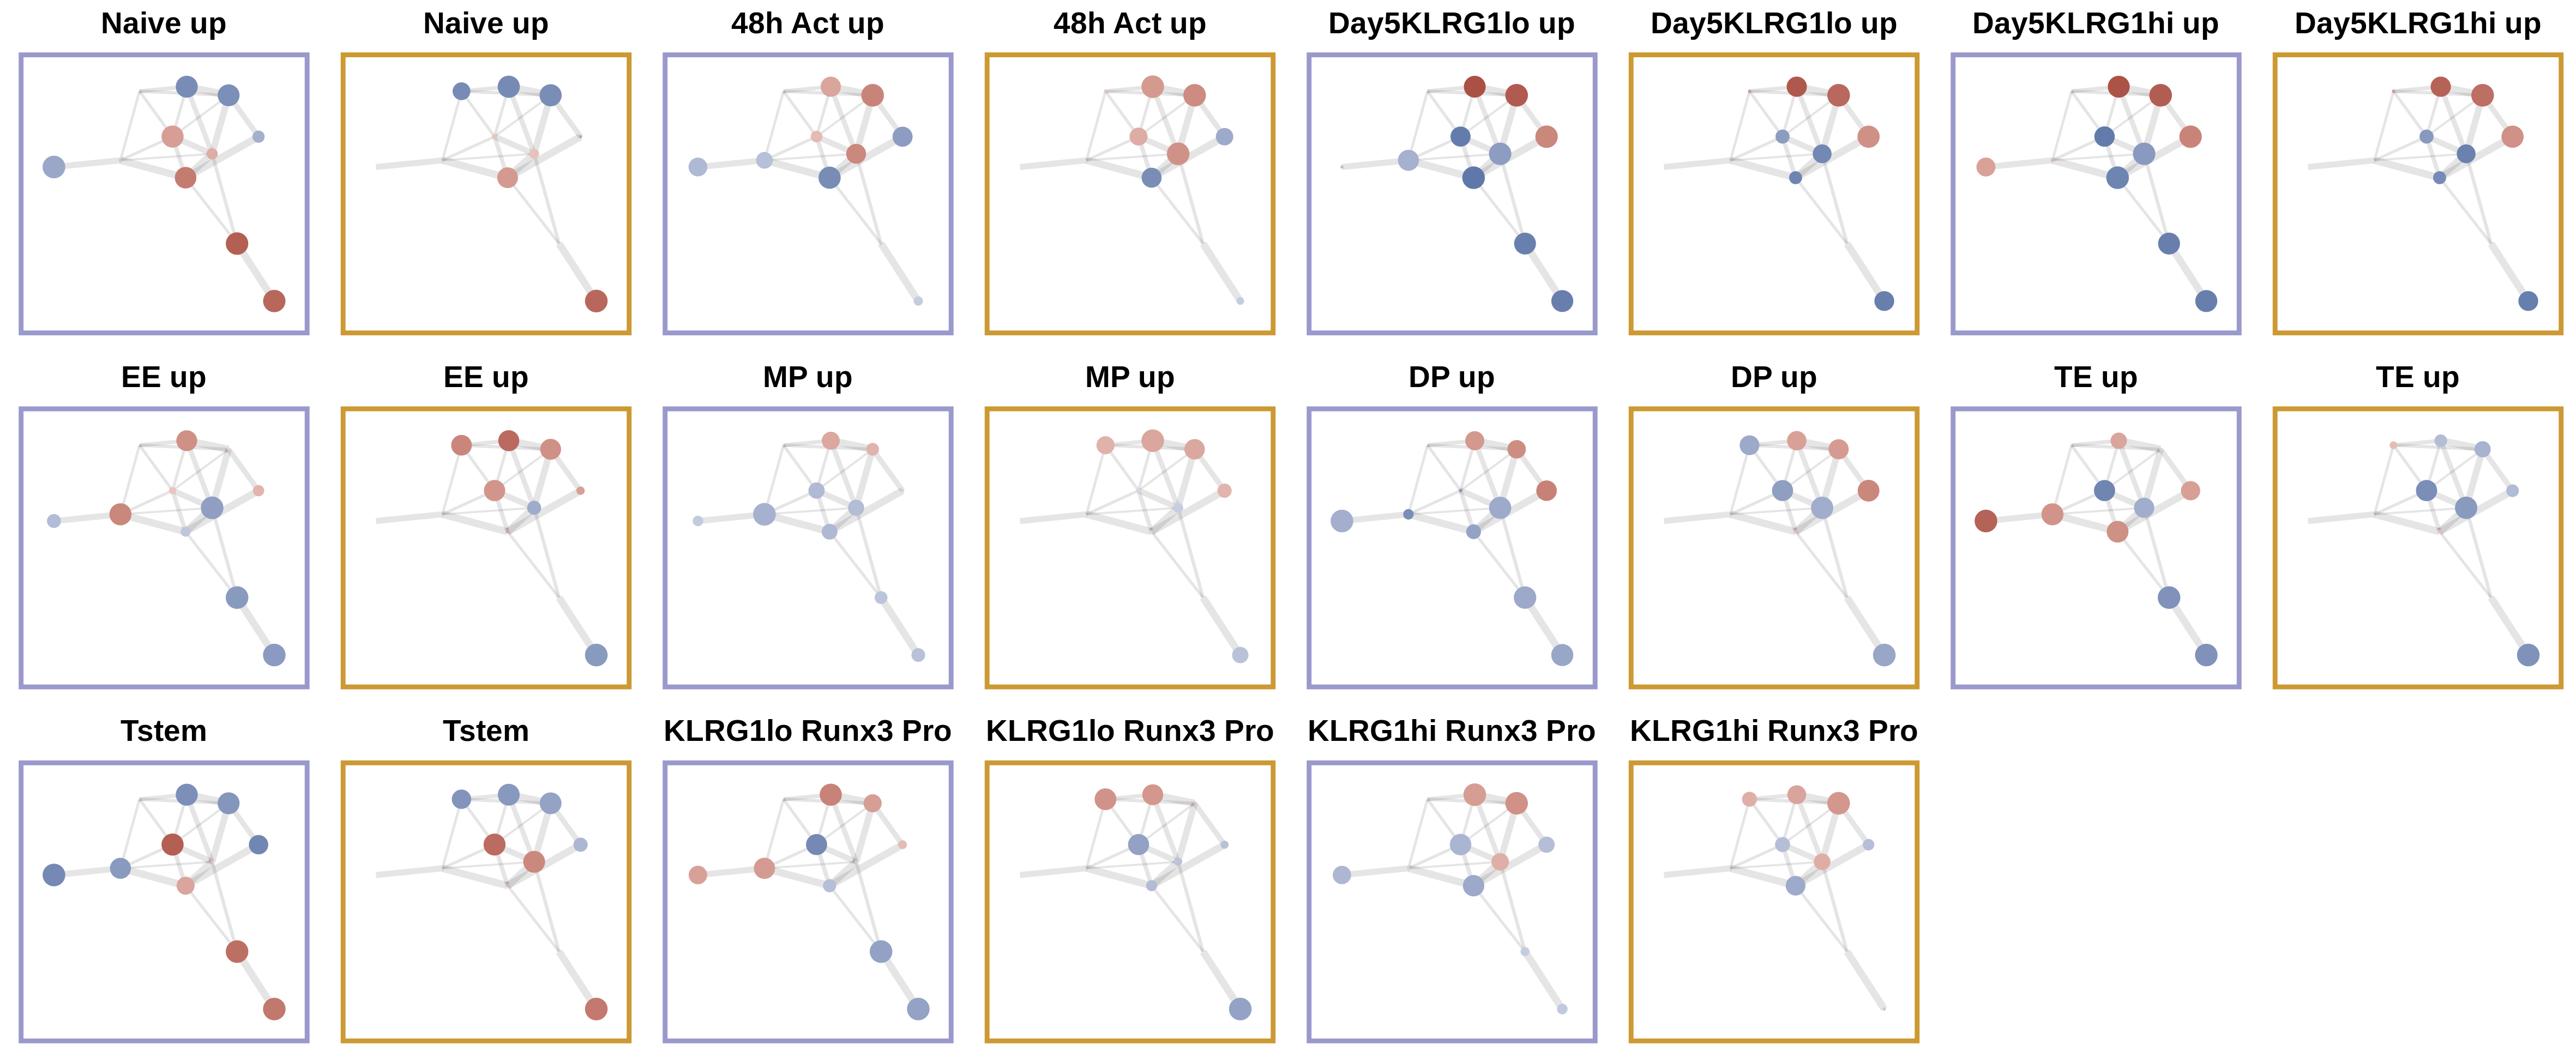 Naive up Naive up 48h Act up 48h Act up Day5KLRG1lo up Day5KLRG1lo up Day5KLRG1hi up Day5KLRG1hi up
EE up EE up MP up MP up DP up DP up TE up TE up
Tstem Tstem KLRG1lo Runx3 Pro KLRG1lo Runx3 Pro KLRG1hi Runx3 Pro KLRG1hi Runx3 Pro